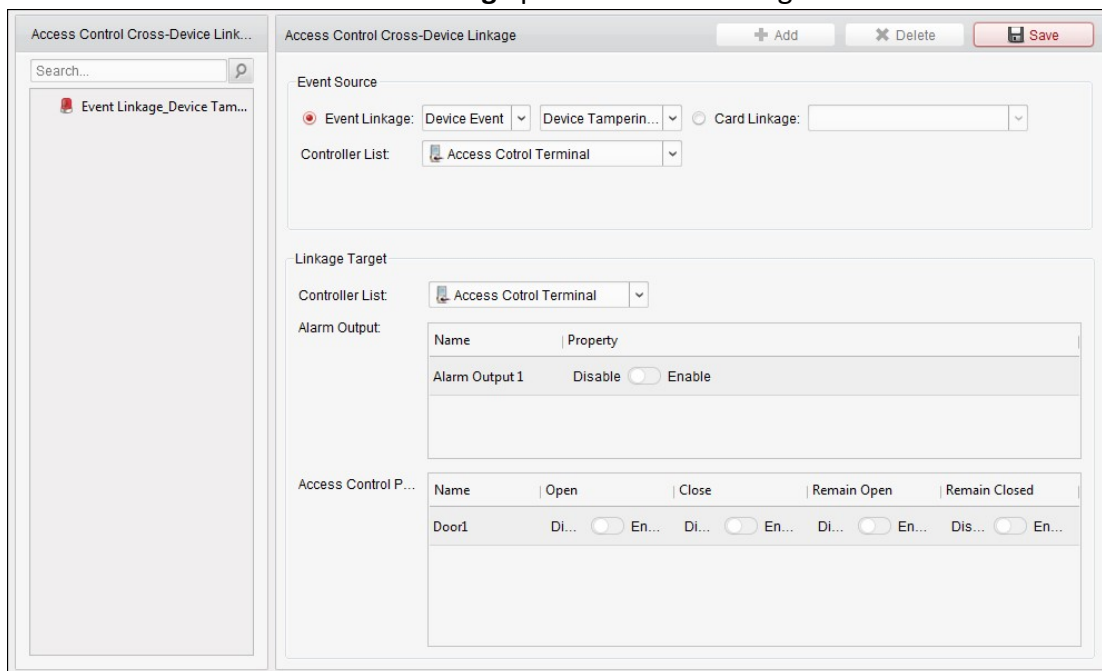 Access Control Cross-Device Link...
Search...
Event Linkage_Device Tam...
Access Control Cross-Device Linkage
Add
Delete
Save
Event Source
Event Linkage: Device Event Device Tamperin... Card Linkage:
Controller List: Access Cotrol Terminal
Linkage Target
Controller List: Access Cotrol Terminal
Alarm Output:
Name Property
Alarm Output 1 Disable Enable
Access Control P...
Name Open Close Remain Open Remain Closed
Door1 Di... En... Di... En... Di... En... Dis... En...